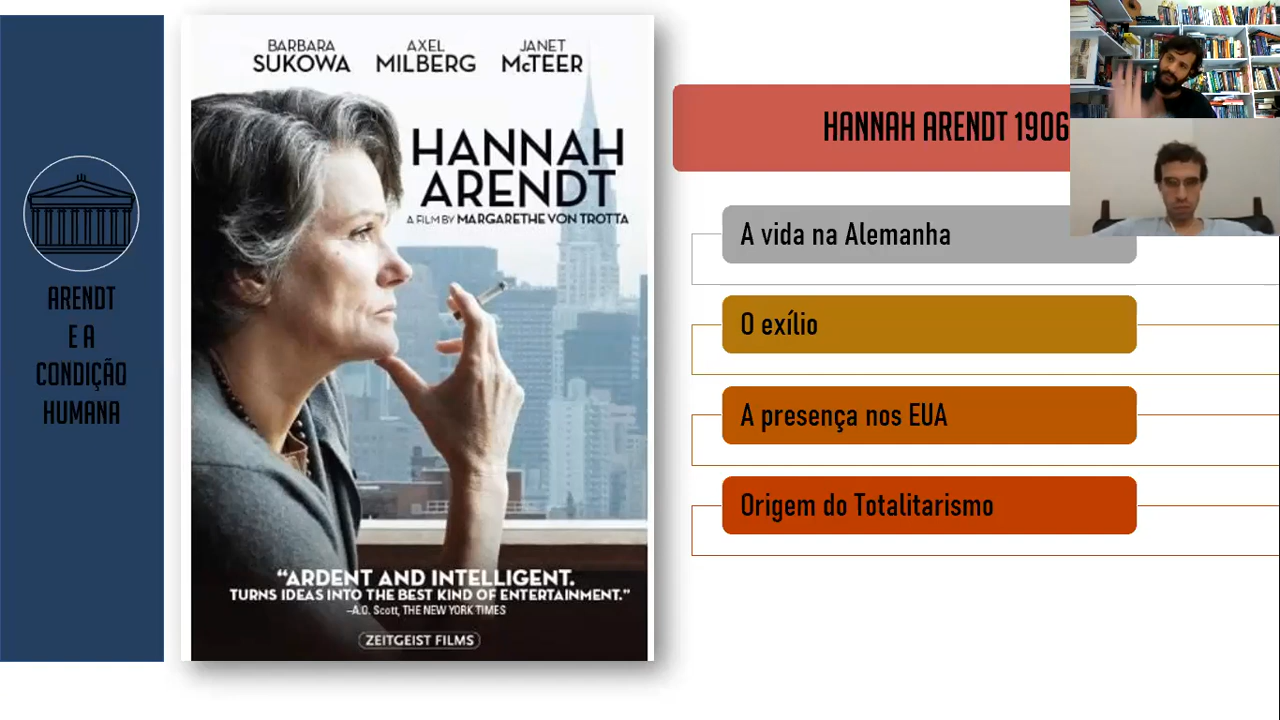 ARENDT
E A
CONDIÇÃO
HUMANA
BARBARA
SUKOWA
AXEL
MILBERG
JANET
McTEER
HANNAH
ARENDT
A FILM BY MARGARETHE VON TROTTA
“ARDENT AND INTELLIGENT.
TURNS IDEAS INTO THE BEST KIND OF ENTERTAINMENT.”
–A.O. Scott, THE NEW YORK TIMES
ZEITGEIST FILMS
HANNAH ARENDT 1906
A vida na Alemanha
O exílio
A presença nos EUA
Origem do Totalitarismo